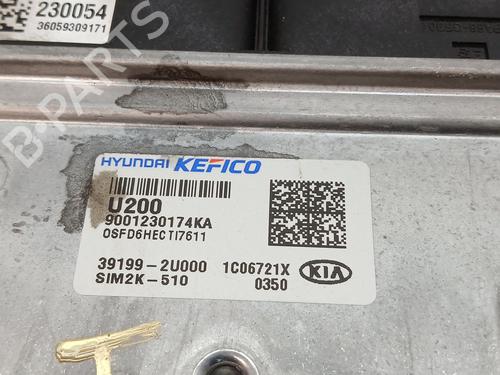 230054
36059309171
B-PARTS
HYUNDAI KEFICO
U200
9001230174KA
OSFD6HECTI7611
39199-2U000 1C06721X
SIM2K-510 0350
KIA